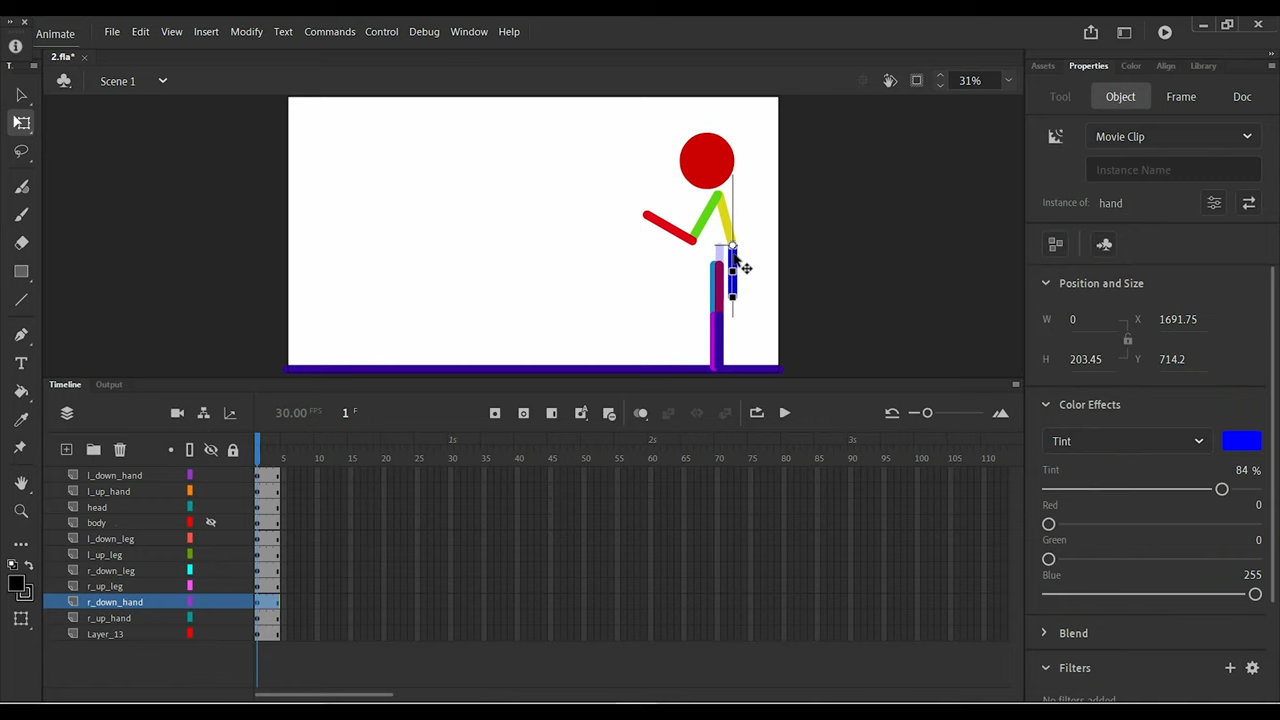 Animate File Edit View Insert Modify Text Commands Control Debug Window Help
2.fla*
T.
Scene 1
31%
Assets Properties Color Align Library
Tool Object Frame Doc
Movie Clip
Instance Name
Instance of: hand
Position and Size
W 0 X 1691.75
H 203.45 Y 714.2
Color Effects
Tint
Tint 84 %
Red 0
Green 0
Blue 255
Blend
Filters
No filters added
Timeline Output
30.00 FPS 1 F
1s 2s 3s
5 10 15 20 25 30 35 40 45 50 55 60 65 70 75 80 85 90 95 100 105 110
l_down_hand
l_up_hand
head
body
l_down_leg
l_up_leg
r_down_leg
r_up_leg
r_down_hand
r_up_hand
Layer_13